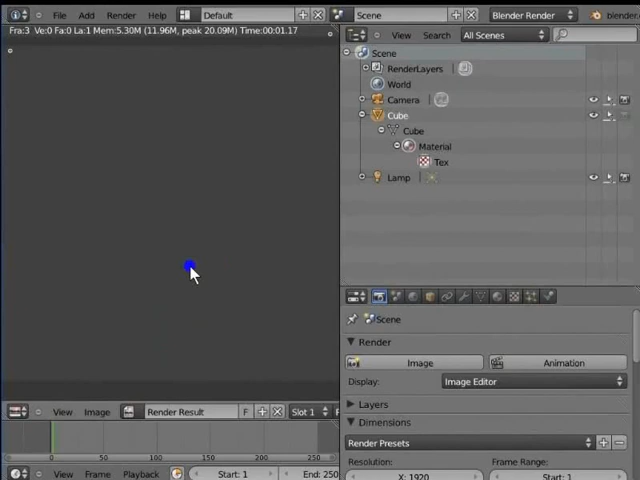 File Add Render Help Default Scene Blender Render blender.
Fra:3 Ve:0 Fa:0 La:1 Mem:5.30M (11.96M, peak 20.09M) Time:00:01.17
View Search All Scenes
Scene
RenderLayers
World
Camera
Cube
Cube
Material
Tex
Lamp
Scene
Render
Image Animation
Display: Image Editor
Layers
Dimensions
Render Presets
Resolution: Frame Range:
X: 1920 Start: 1
View Image Render Result F Slot 1
0 50 100 150 200 250
View Frame Playback Start: 1 End: 250